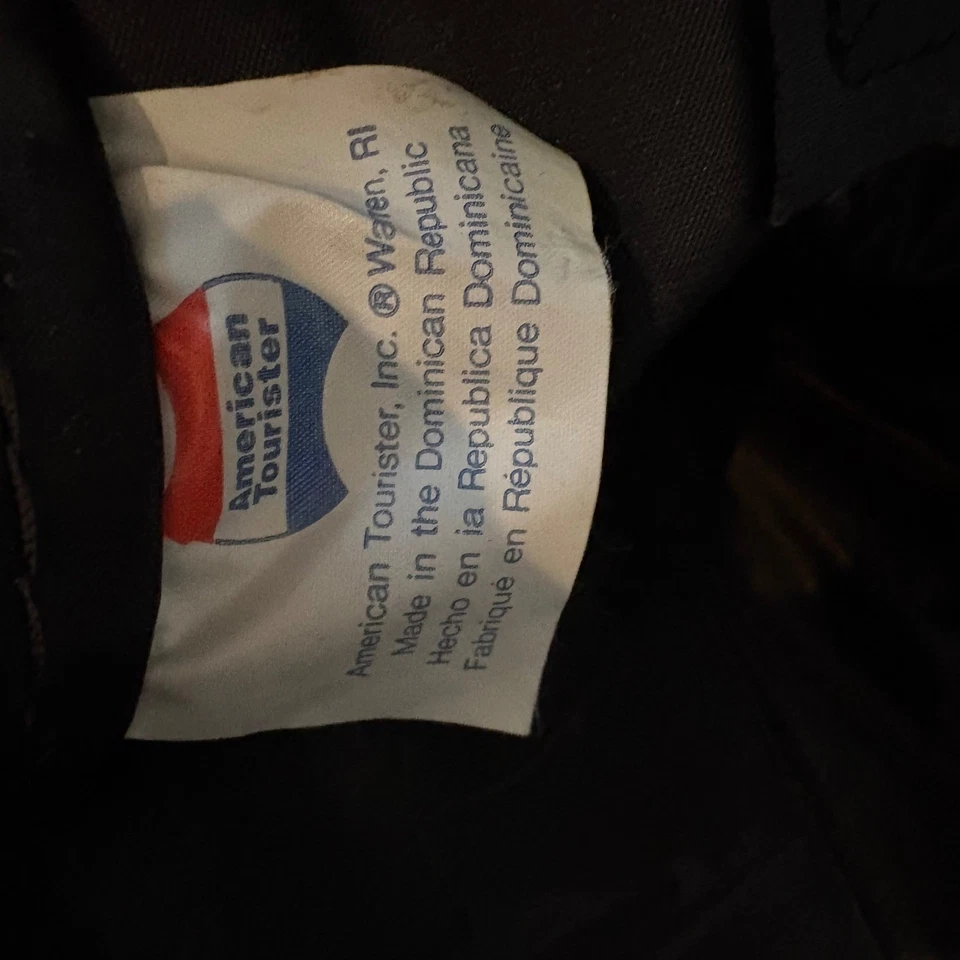 American
Tourister
American Tourister, Inc. ® Warren, RI
Made in the Dominican Republic
Hecho en la Republica Dominicana
Fabriqué en République Dominicaine